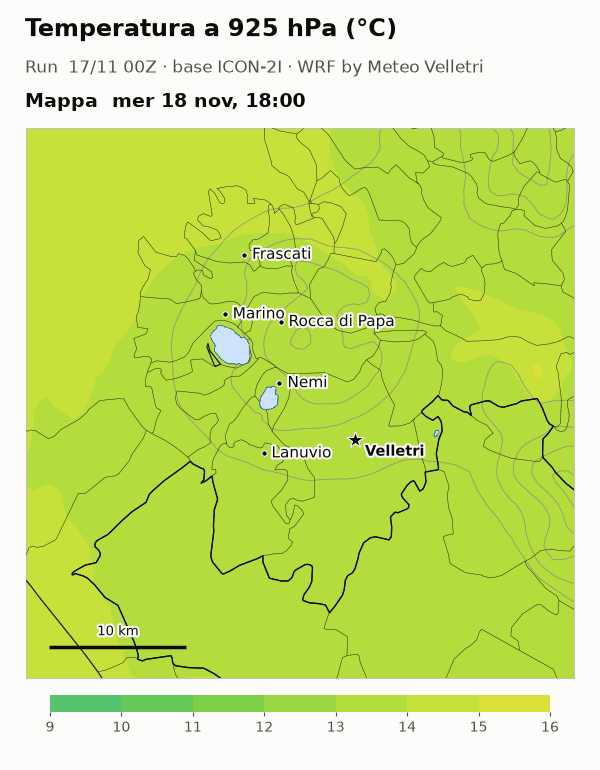 Temperatura a 925 hPa (°C)
Run  17/11 00Z · base ICON-2I · WRF by Meteo Velletri
Mappa  mer 18 nov, 18:00
Frascati
Marino
Rocca di Papa
Nemi
Velletri
Lanuvio
10 km
9 10 11 12 13 14 15 16